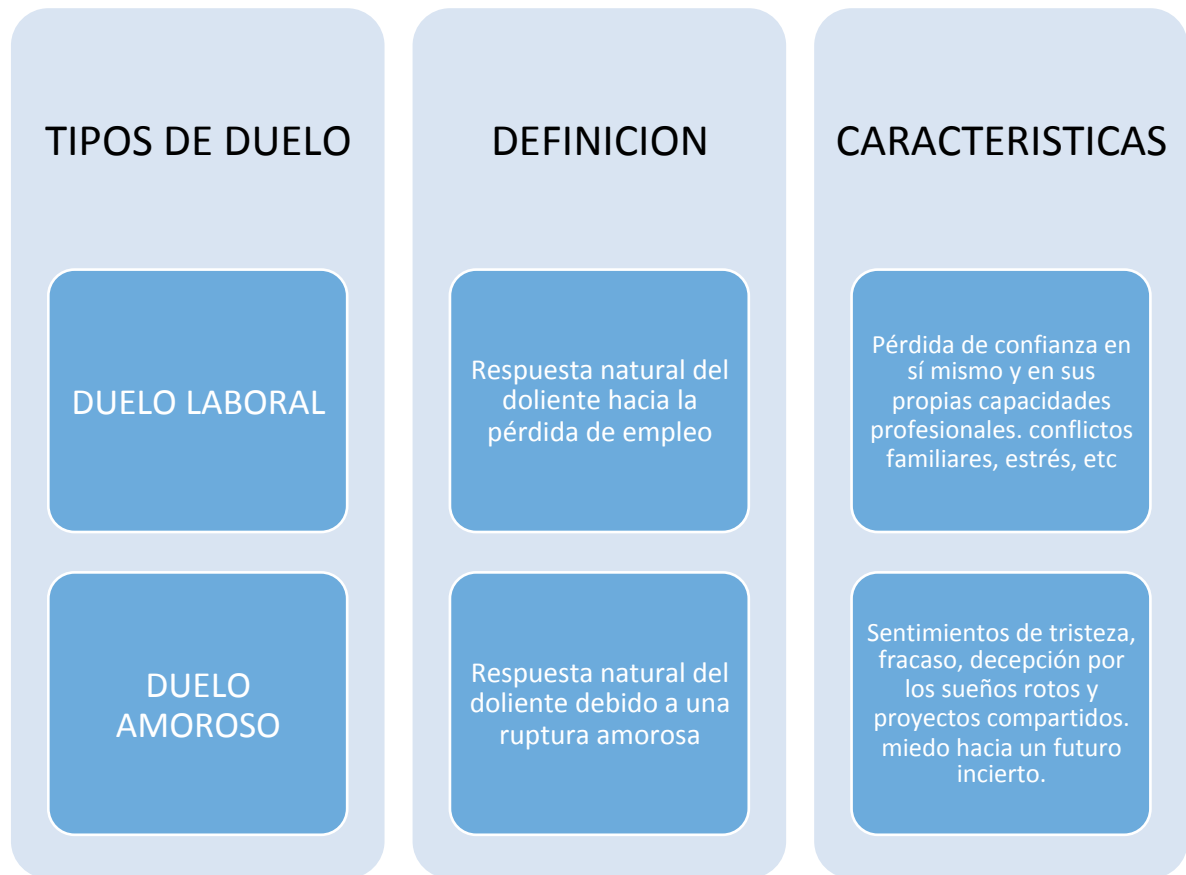 TIPOS DE DUELO
DEFINICION
CARACTERISTICAS
DUELO LABORAL
Respuesta natural del
doliente hacia la
pérdida de empleo
Pérdida de confianza en
sí mismo y en sus
propias capacidades
profesionales. conflictos
familiares, estrés, etc
DUELO
AMOROSO
Respuesta natural del
doliente debido a una
ruptura amorosa
Sentimientos de tristeza,
fracaso, decepción por
los sueños rotos y
proyectos compartidos.
miedo hacia un futuro
incierto.